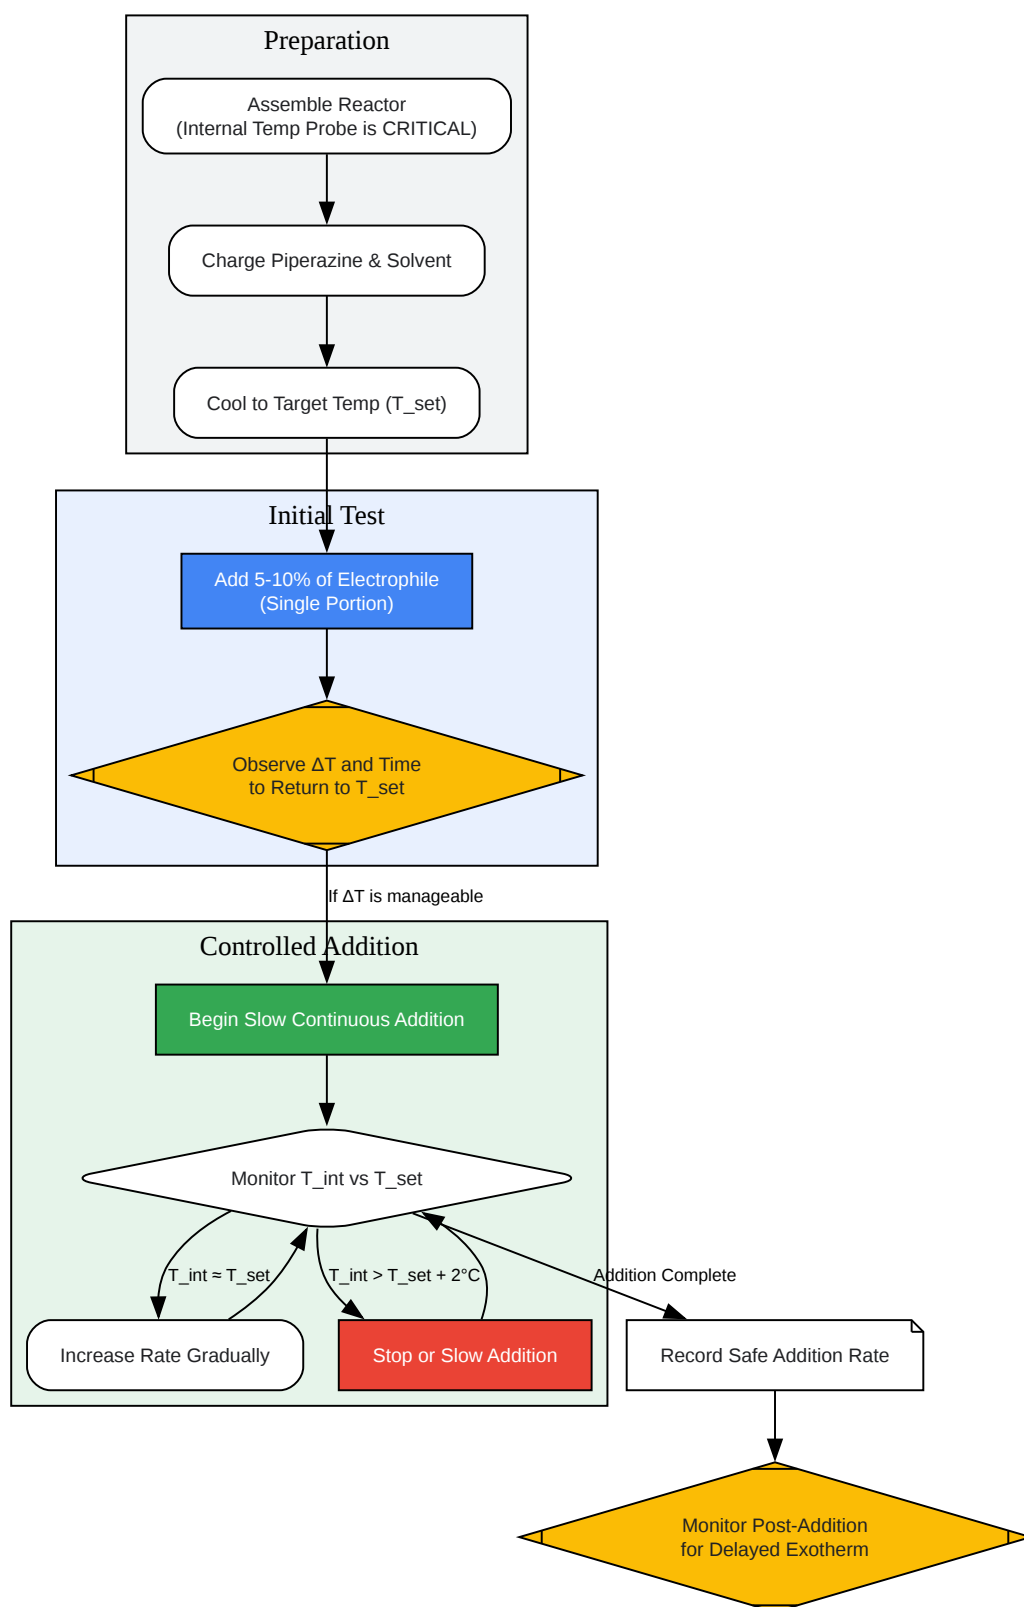 Preparation
Assemble Reactor
(Internal Temp Probe is CRITICAL)
Charge Piperazine & Solvent
Cool to Target Temp (T_set)
Initial Test
Add 5-10% of Electrophile
(Single Portion)
Observe ΔT and Time
to Return to T_set
If ΔT is manageable
Controlled Addition
Begin Slow Continuous Addition
Monitor T_int vs T_set
T_int ≈ T_set
T_int > T_set + 2°C
Addition Complete
Increase Rate Gradually
Stop or Slow Addition
Record Safe Addition Rate
Monitor Post-Addition
for Delayed Exotherm